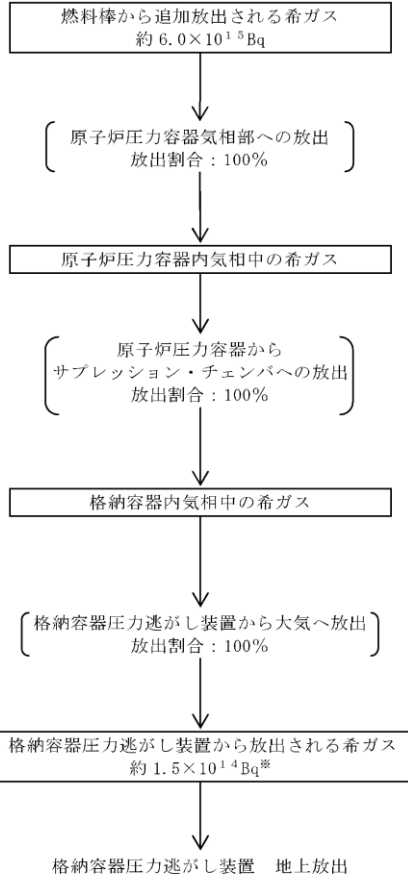 燃料棒から追加放出される希ガス
約6.0×10¹⁵Bq
原子炉圧力容器気相部への放出
放出割合:100%
原子炉圧力容器内気相中の希ガス
原子炉圧力容器から
サプレッション・チェンバへの放出
放出割合:100%
格納容器内気相中の希ガス
格納容器圧力逃がし装置から大気へ放出
放出割合:100%
格納容器圧力逃がし装置から放出される希ガス
約1.5×10¹⁴Bq※
格納容器圧力逃がし装置 地上放出